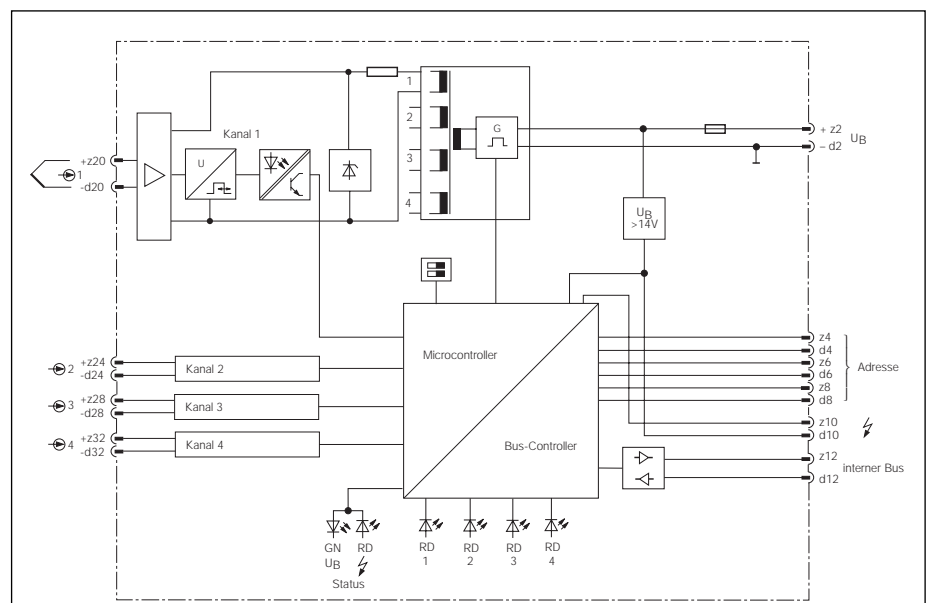 1
Kanal 1
2
3
4
G
+ z2
– d2
UB
U
+z20
-d20
1
UB
>14V
Microcontroller
Bus-Controller
z4
d4
z6
d6
z8
d8
Adresse
z10
d10
z12
d12
interner Bus
2
+z24
-d24
Kanal 2
3
+z28
-d28
Kanal 3
4
+z32
-d32
Kanal 4
GN
UB
RD
Status
RD
1
RD
2
RD
3
RD
4